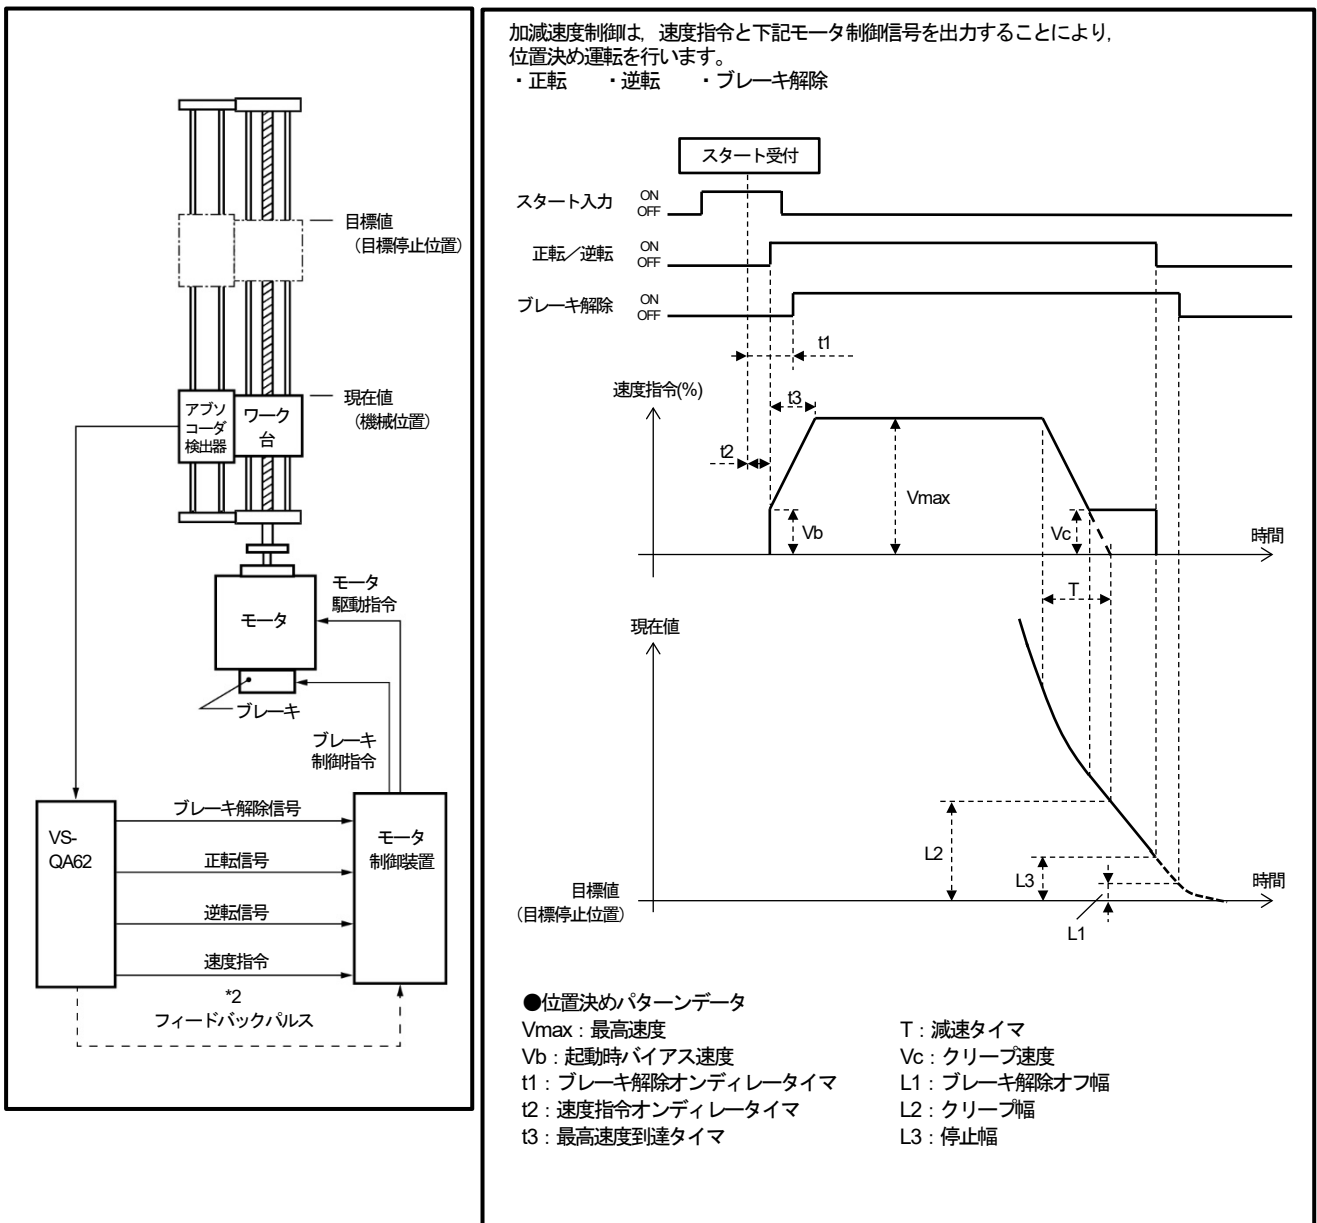 目標値
（目標停止位置）
現在値
（機械位置）
アブソ
コーダ
検出器
ワーク
台
モータ
駆動指令
モータ
ブレーキ
ブレーキ
制御指令
VS-
QA62
ブレーキ解除信号
正転信号
逆転信号
速度指令
モータ
制御装置
*2
フィードバックパルス
加減速度制御は，速度指令と下記モータ制御信号を出力することにより，
位置決め運転を行います。
・正転　・逆転　・ブレーキ解除
スタート受付
スタート入力 ON
OFF
正転／逆転 ON
OFF
ブレーキ解除 ON
OFF
t1
速度指令(%)
t3
t2
Vmax
Vb
Vc
時間
T
現在値
L2
L3
L1
時間
目標値
（目標停止位置）
●位置決めパターンデータ
Vmax：最高速度
Vb：起動時バイアス速度
t1：ブレーキ解除オンディレータイマ
t2：速度指令オンディレータイマ
t3：最高速度到達タイマ
T：減速タイマ
Vc：クリープ速度
L1：ブレーキ解除オフ幅
L2：クリープ幅
L3：停止幅